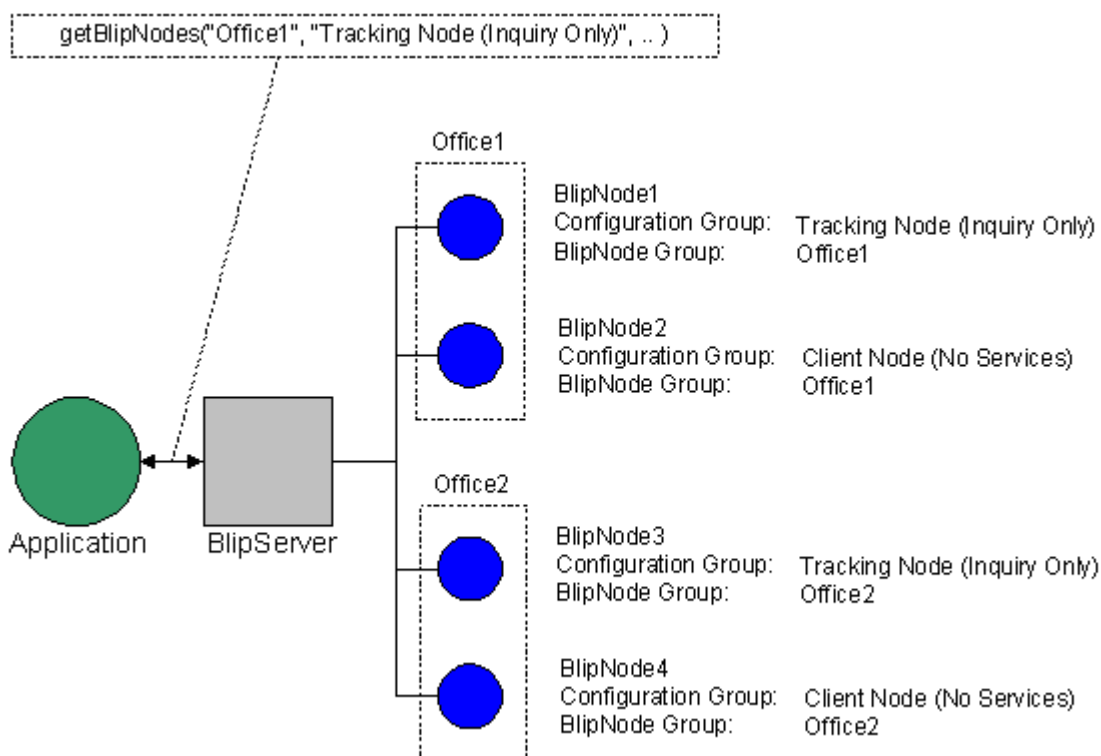 getBlipNodes("Office1", "Tracking Node (Inquiry Only)", .. )
Office1
BlipNode1
Configuration Group: Tracking Node (Inquiry Only)
BlipNode Group: Office1
BlipNode2
Configuration Group: Client Node (No Services)
BlipNode Group: Office1
Application
BlipServer
Office2
BlipNode3
Configuration Group: Tracking Node (Inquiry Only)
BlipNode Group: Office2
BlipNode4
Configuration Group: Client Node (No Services)
BlipNode Group: Office2